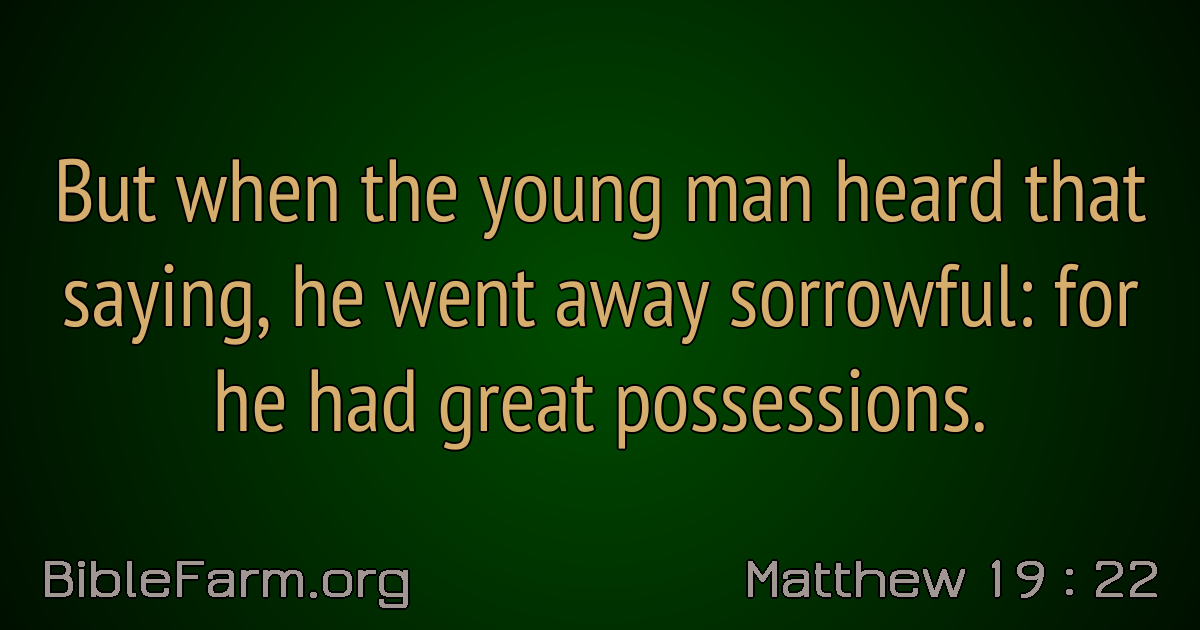 But when the young man heard that
saying, he went away sorrowful: for
he had great possessions.
BibleFarm.org
Matthew 19 : 22